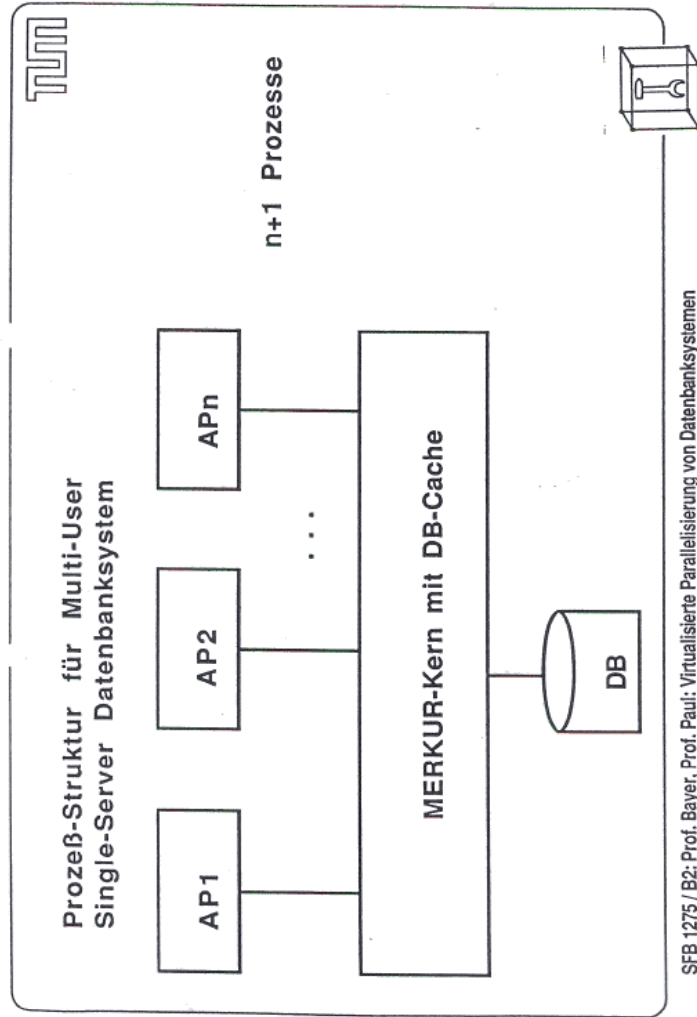 TUM
Prozeß-Struktur für Multi-User
Single-Server Datenbanksystem
AP1
AP2
. . .
APn
n+1 Prozesse
MERKUR-Kern mit DB-Cache
DB
SFB 1275 / B2: Prof. Bayer, Prof. Paul: Virtualisierte Parallelisierung von Datenbanksystemen